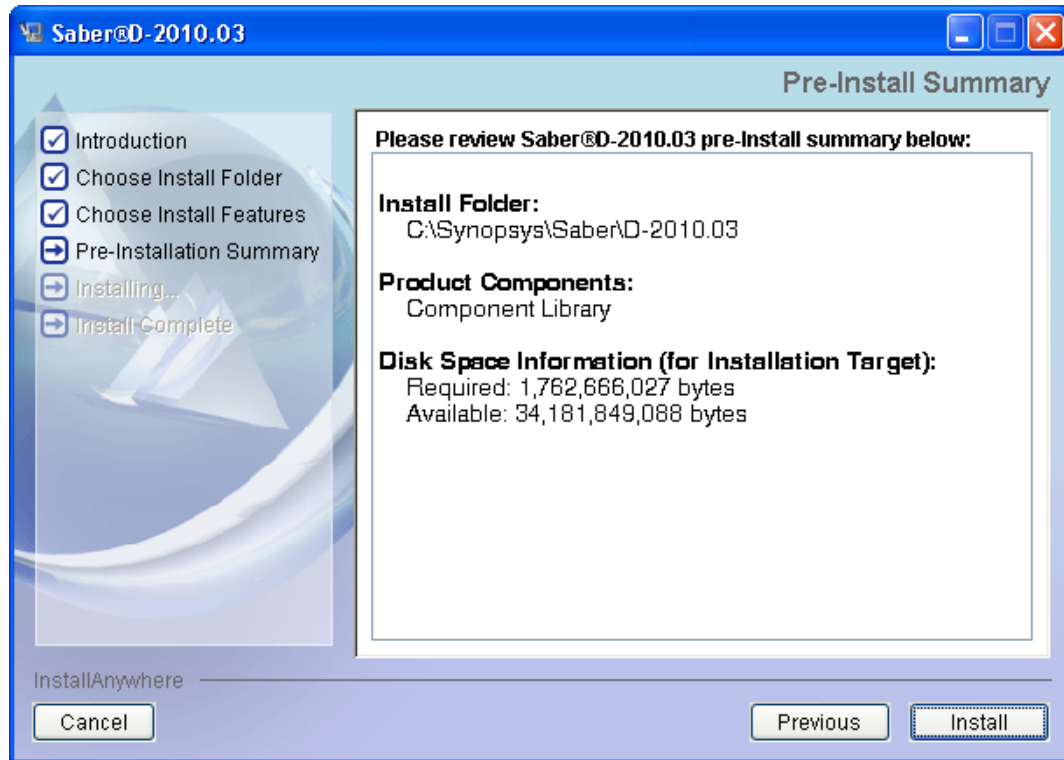 Saber®D-2010.03
Pre-Install Summary
Introduction
Choose Install Folder
Choose Install Features
Pre-Installation Summary
Installing...
Install Complete
Please review Saber®D-2010.03 pre-Install summary below:
Install Folder:
C:\Synopsys\Saber\D-2010.03
Product Components:
Component Library
Disk Space Information (for Installation Target):
Required: 1,762,666,027 bytes
Available: 34,181,849,088 bytes
InstallAnywhere
Cancel
Previous
Install